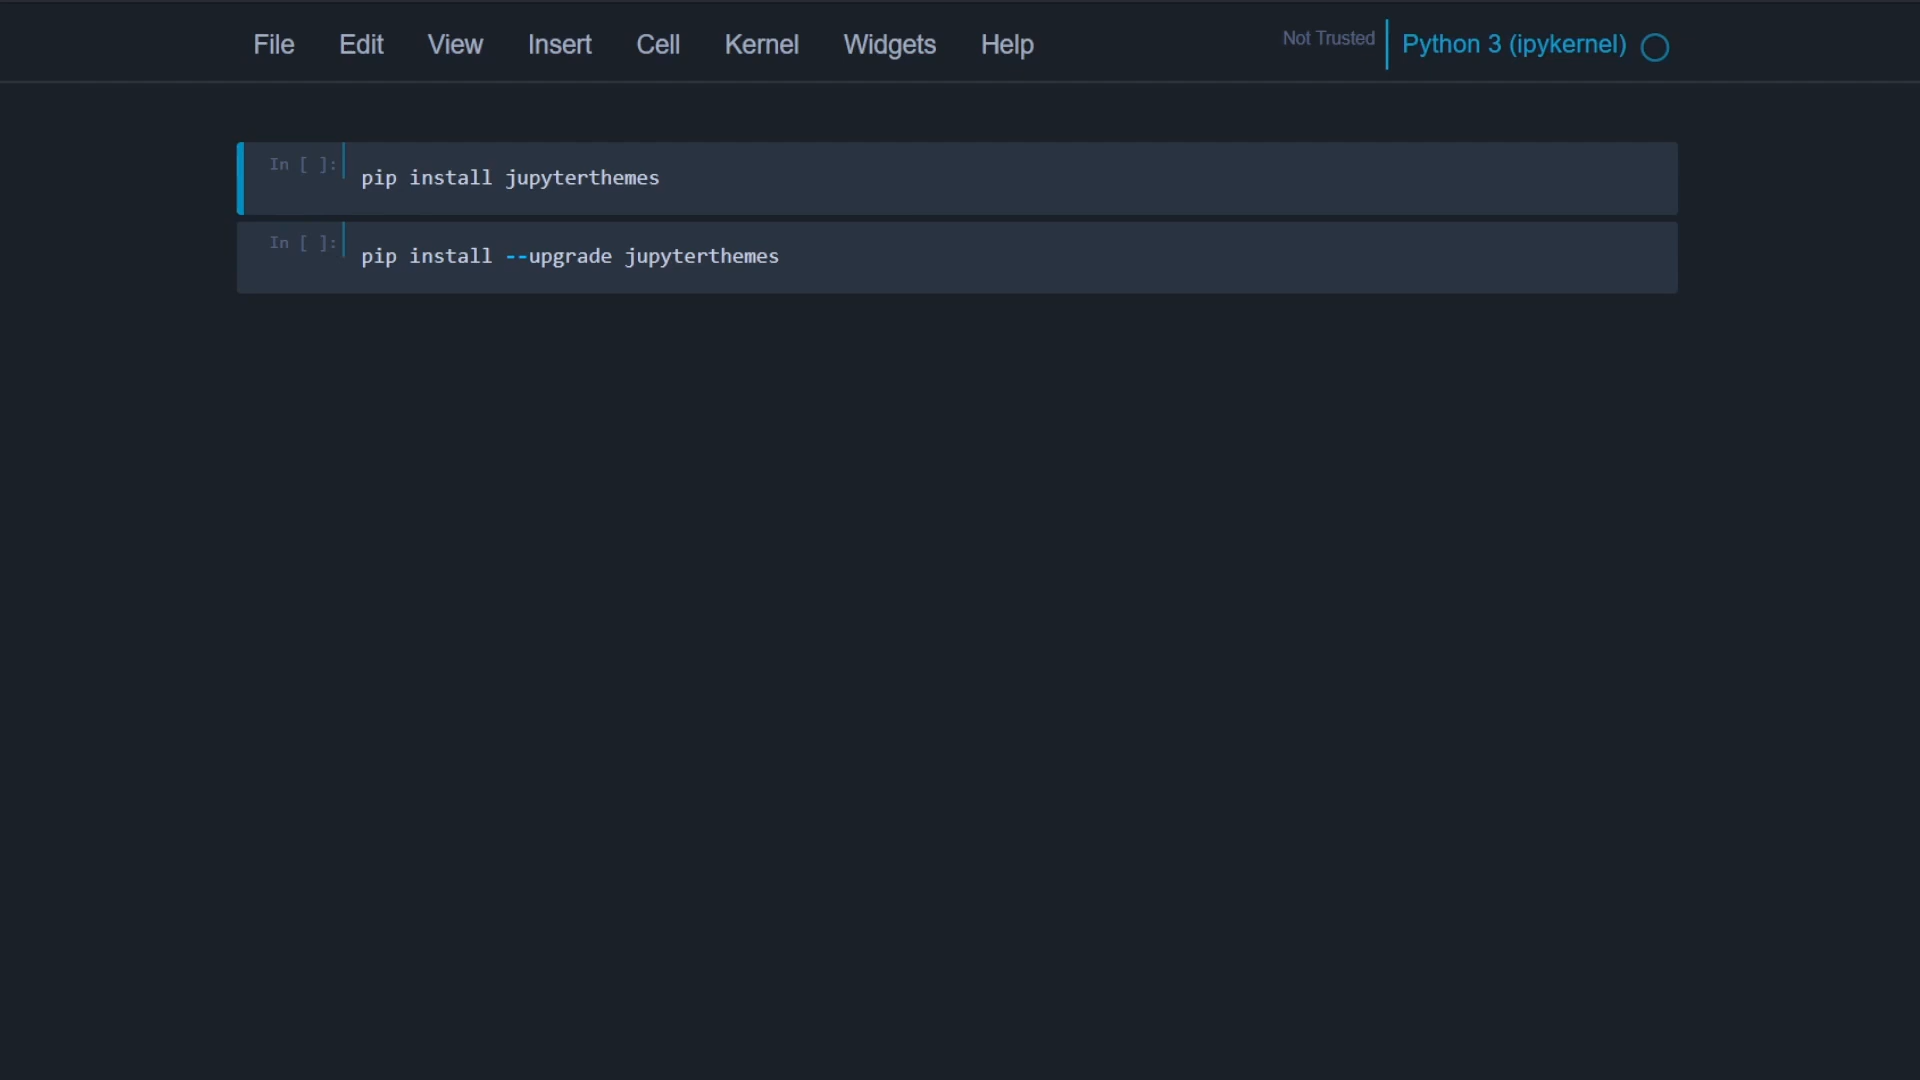 File Edit View Insert Cell Kernel Widgets Help Not Trusted Python 3 (ipykernel)
In [ ]: pip install jupyterthemes
In [ ]: pip install --upgrade jupyterthemes